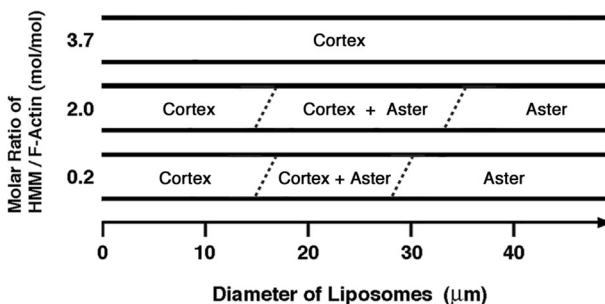 Molar Ratio of
HMM / F-Actin (mol/mol)
3.7
Cortex
2.0
Cortex
Cortex + Aster
Aster
0.2
Cortex
Cortex + Aster
Aster
0 10 20 30 40
Diameter of Liposomes (μm)